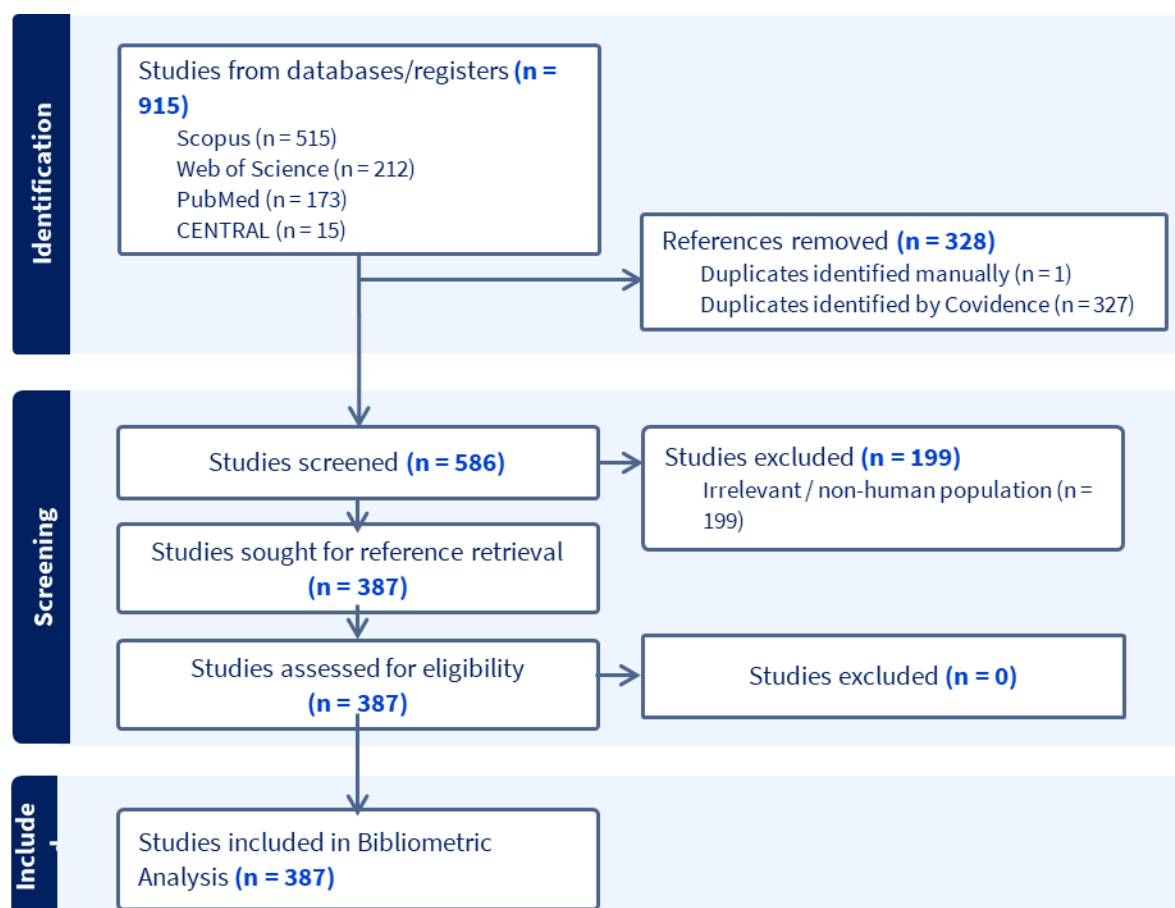 Identification
Studies from databases/registers (n =
915)
Scopus (n = 515)
Web of Science (n = 212)
PubMed (n = 173)
CENTRAL (n = 15)
References removed (n = 328)
Duplicates identified manually (n = 1)
Duplicates identified by Covidence (n = 327)
Screening
Studies screened (n = 586)
Studies excluded (n = 199)
Irrelevant / non-human population (n =
199)
Studies sought for reference retrieval
(n = 387)
Studies assessed for eligibility
(n = 387)
Studies excluded (n = 0)
Include
Studies included in Bibliometric
Analysis (n = 387)